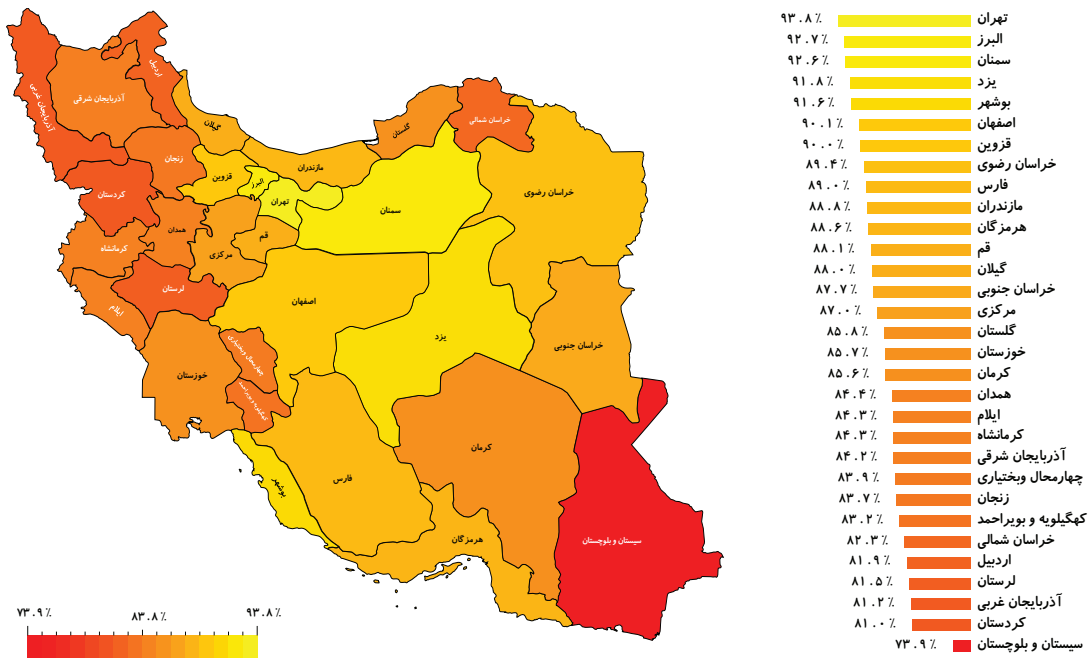 آذربایجان غربی
آذربایجان شرقی
اردبیل
گیلان
زنجان
کردستان
قزوین
البرز
تهران
مازندران
گلستان
خراسان شمالی
خراسان رضوی
سمنان
همدان
کرمانشاه
مرکزی
قم
لرستان
ایلام
اصفهان
یزد
خراسان جنوبی
خوزستان
چهارمحال وبختیاری
کهگیلویه و بویراحمد
کرمان
فارس
بوشهر
هرمزگان
سیستان و بلوچستان
۷۳.۹٪
۸۳.۸٪
۹۳.۸٪
تهران ۹۳.۸٪
البرز ۹۲.۷٪
سمنان ۹۲.۶٪
یزد ۹۱.۸٪
بوشهر ۹۱.۶٪
اصفهان ۹۰.۱٪
قزوین ۹۰.۰٪
خراسان رضوی ۸۹.۴٪
فارس ۸۹.۰٪
مازندران ۸۸.۸٪
هرمزگان ۸۸.۶٪
قم ۸۸.۱٪
گیلان ۸۸.۰٪
خراسان جنوبی ۸۷.۷٪
مرکزی ۸۷.۰٪
گلستان ۸۵.۸٪
خوزستان ۸۵.۷٪
کرمان ۸۵.۶٪
همدان ۸۴.۴٪
ایلام ۸۴.۳٪
کرمانشاه ۸۴.۳٪
آذربایجان شرقی ۸۴.۲٪
چهارمحال وبختیاری ۸۳.۹٪
زنجان ۸۳.۷٪
کهگیلویه و بویراحمد ۸۳.۲٪
خراسان شمالی ۸۲.۳٪
اردبیل ۸۱.۹٪
لرستان ۸۱.۵٪
آذربایجان غربی ۸۱.۲٪
کردستان ۸۱.۰٪
سیستان و بلوچستان ۷۳.۹٪